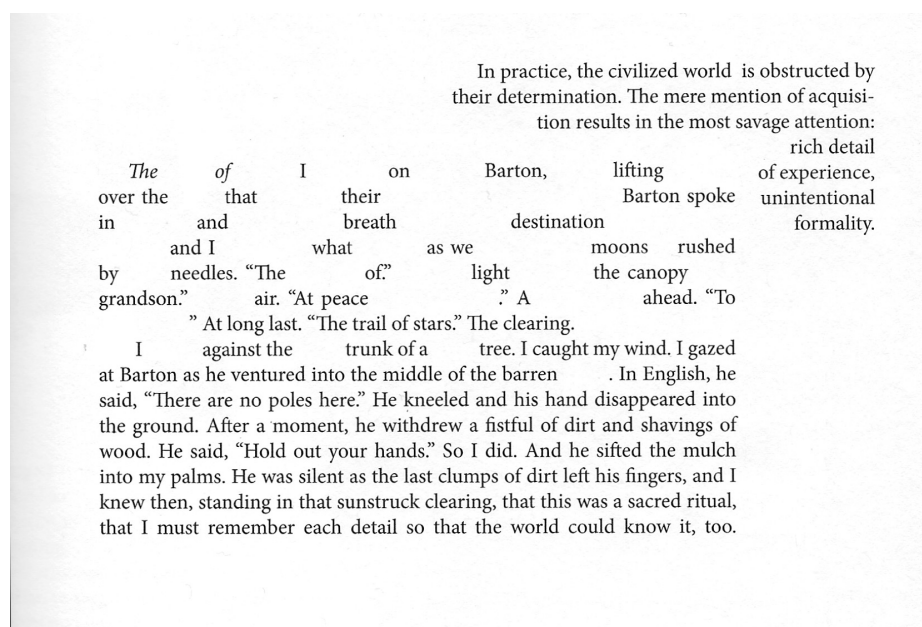 In practice, the civilized world is obstructed by
their determination. The mere mention of acquisi-
tion results in the most savage attention:
rich detail
of experience,
unintentional
formality.
The of I on Barton, lifting
over the that their Barton spoke
in and breath destination
and I what as we moons rushed
by needles. “The of.” light the canopy
grandson.” air. “At peace .” A ahead. “To
” At long last. “The trail of stars.” The clearing.
I against the trunk of a tree. I caught my wind. I gazed
at Barton as he ventured into the middle of the barren . In English, he
said, “There are no poles here.” He kneeled and his hand disappeared into
the ground. After a moment, he withdrew a fistful of dirt and shavings of
wood. He said, “Hold out your hands.” So I did. And he sifted the mulch
into my palms. He was silent as the last clumps of dirt left his fingers, and I
knew then, standing in that sunstruck clearing, that this was a sacred ritual,
that I must remember each detail so that the world could know it, too.